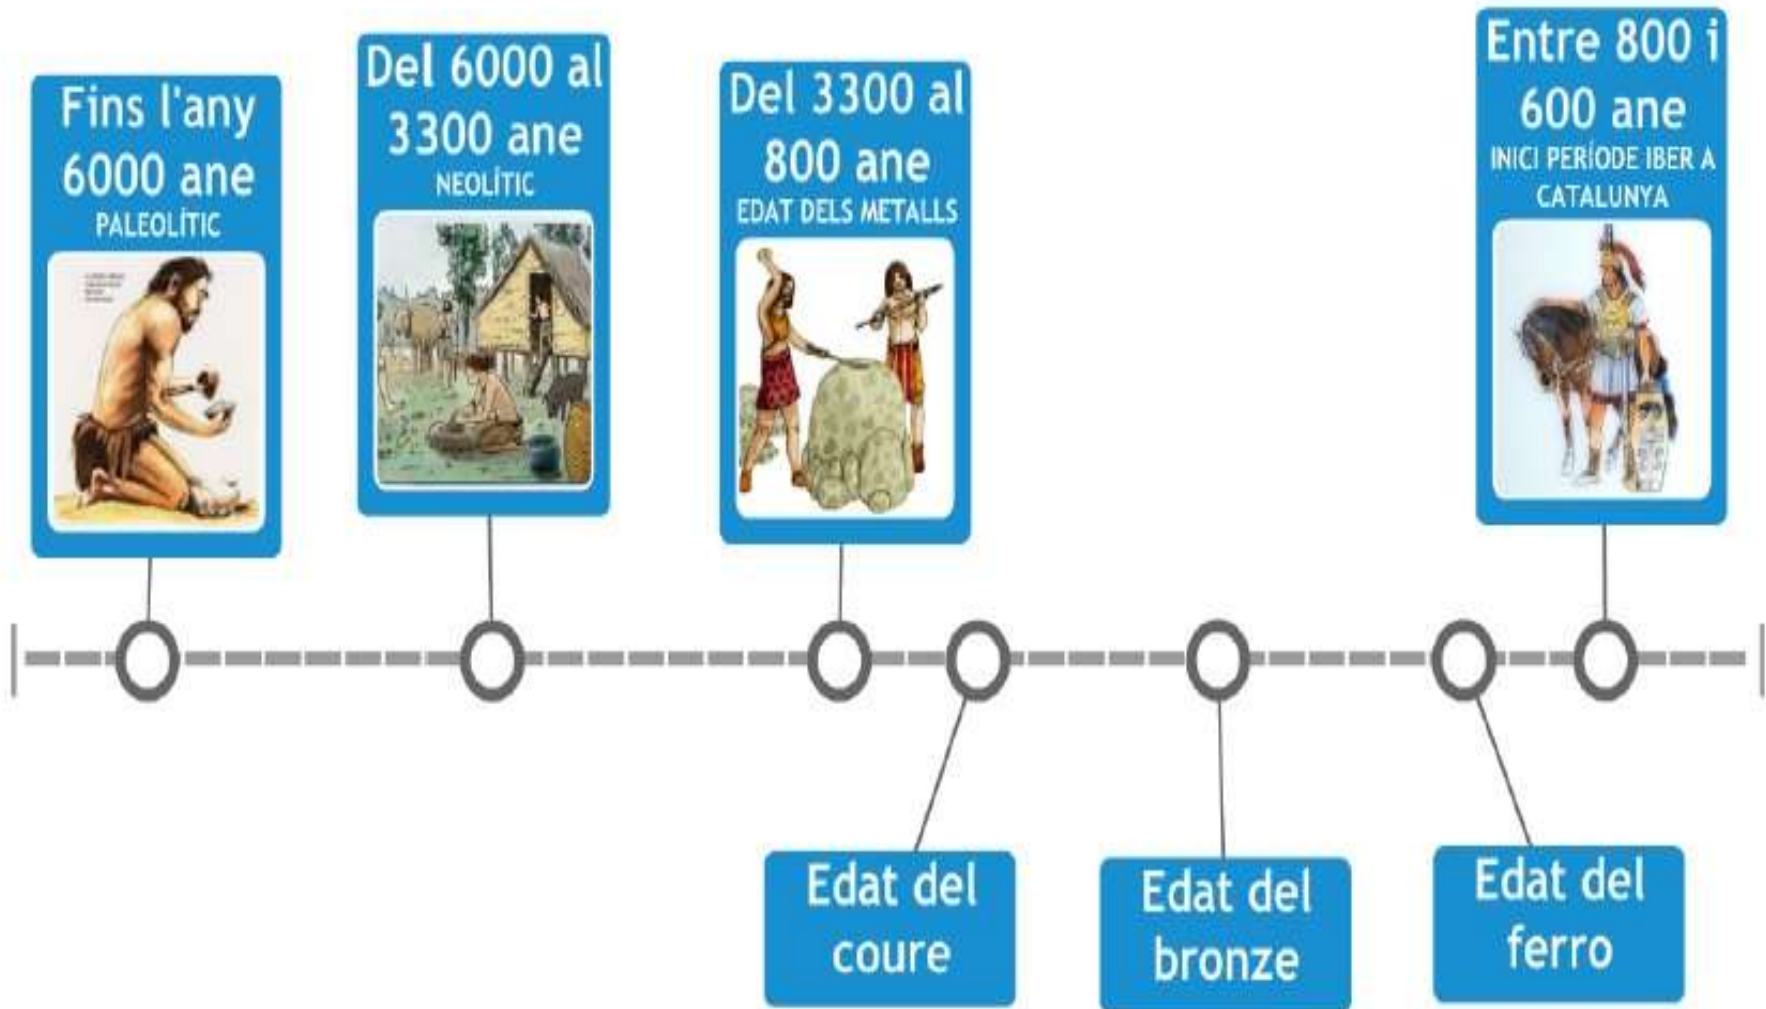 Fins l'any
6000 ane
PALEOLÍTIC
Del 6000 al
3300 ane
NEOLÍTIC
Del 3300 al
800 ane
EDAT DELS METALLS
Entre 800 i
600 ane
INICI PERÍODE IBER A
CATALUNYA
Edat del
coure
Edat del
bronze
Edat del
ferro